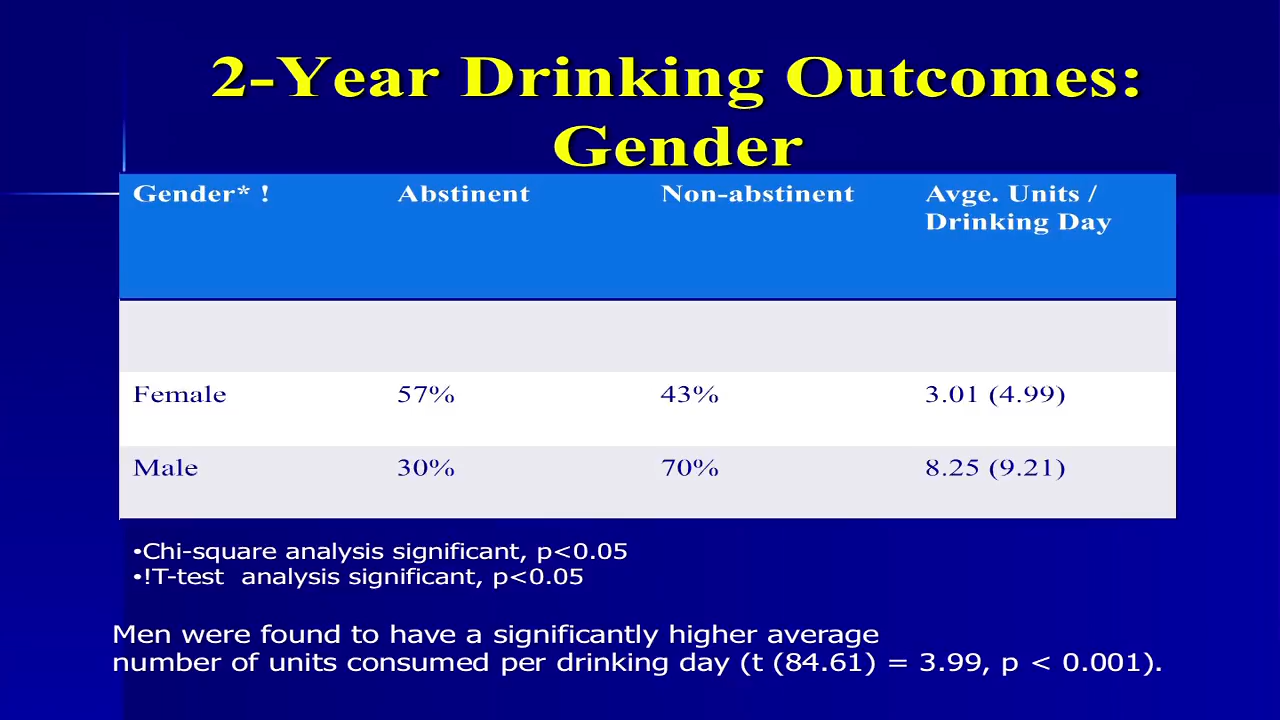 2-Year Drinking Outcomes:
Gender
Gender* ! Abstinent Non-abstinent Avge. Units /
Drinking Day
Female 57% 43% 3.01 (4.99)
Male 30% 70% 8.25 (9.21)
•Chi-square analysis significant, p<0.05
•!T-test  analysis significant, p<0.05
Men were found to have a significantly higher average
number of units consumed per drinking day (t (84.61) = 3.99, p < 0.001).